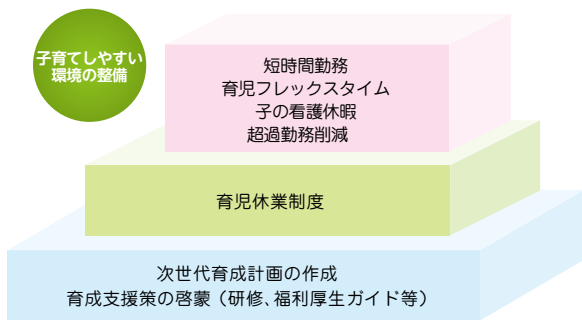 子育てしやすい
環境の整備
短時間勤務
育児フレックスタイム
子の看護休暇
超過勤務削減
育児休業制度
次世代育成計画の作成
育成支援策の啓蒙（研修、福利厚生ガイド等）